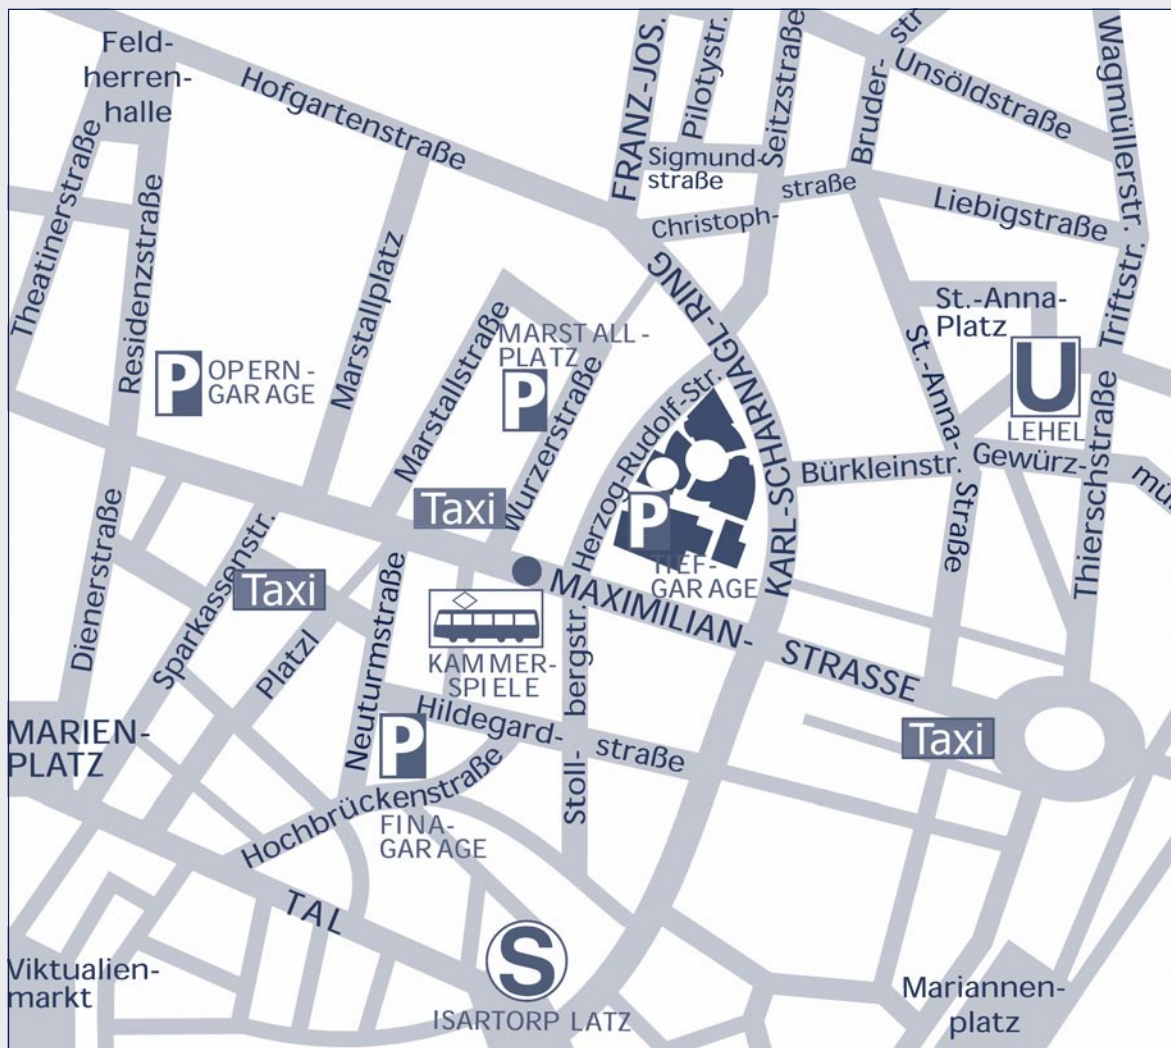 Feld-
herren-
halle
Hofgartenstraße
FRANZ-JOS.
Pilotystr.
Seitzstraße
Bruder-
str
Unsöldstraße
Wagmüllerstr.
Sigmund-
straße
Christoph-
straße
Liebigstraße
Theatinerstraße
Residenzstraße
Marstallplatz
Marstallstraße
MARSTALL-
PLATZ
P
P
OPERN-
GARAGE
Wurzerstraße
Herzog-Rudolf-Str.
KARL-SCHARNAGL-RING
St.-Anna-
Platz
Triftstr.
U
LEHEL
St.-Anna-
Straße
Bürkleinstr.
Gewürz-
mü
Thierschstraße
Taxi
P
TIEF-
GARAGE
Dienerstraße
Sparkassenstr.
Taxi
Platzl
Neuturmstraße
KAMMER-
SPIELE
MAXIMILIAN-
STRASSE
Stoll-
bergstr.
Hildegard-
straße
Taxi
MARIEN-
PLATZ
P
FINA-
GARAGE
Hochbrückenstraße
TAL
S
ISARTORPLATZ
Viktualien-
markt
Mariannen-
platz